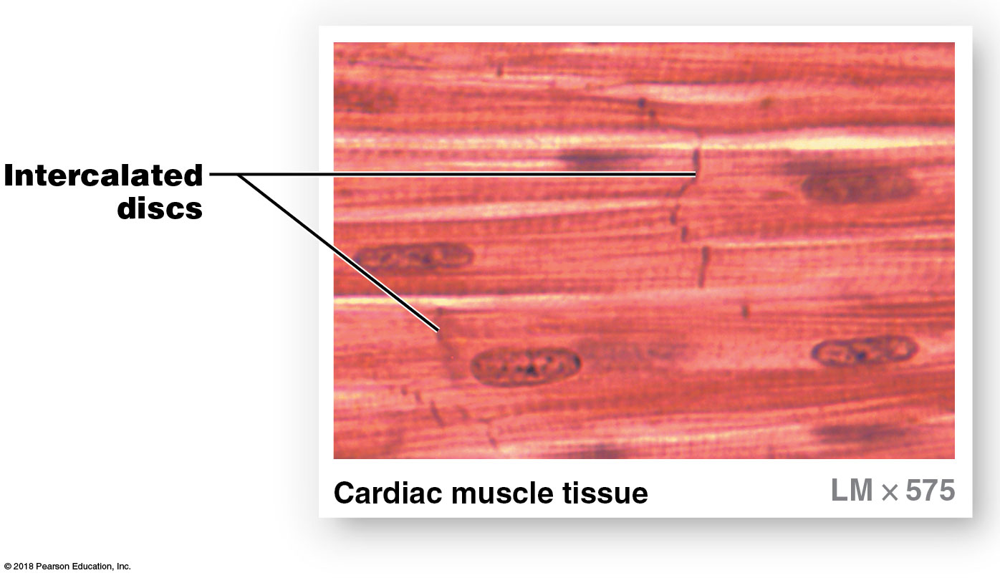 Intercalated
discs
Cardiac muscle tissue
LM × 575
© 2018 Pearson Education, Inc.